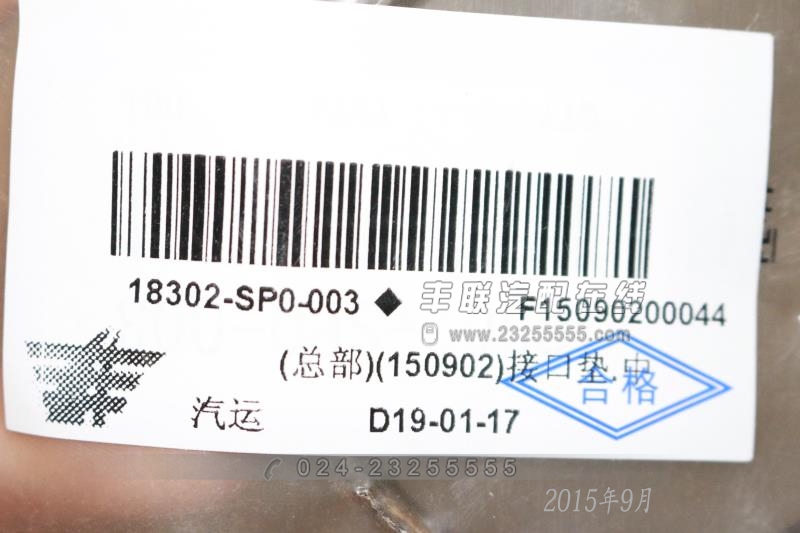 18302-SP0-003 ◆ F15090200044
丰联汽配在线
www.23255555.com
(总部)(150902)接口垫 中
合格
汽运 D19-01-17
024-23255555
2015年9月